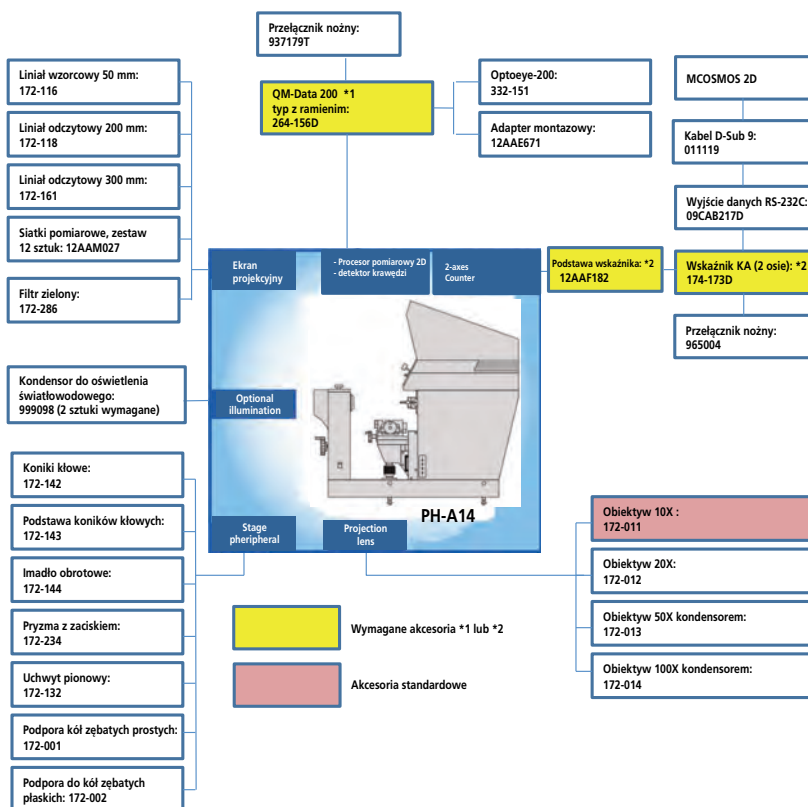 Przełącznik nożny:
937179T
Liniał wzorcowy 50 mm:
172-116
Liniał odczytowy 200 mm:
172-118
Liniał odczytowy 300 mm:
172-161
Siatki pomiarowe, zestaw
12 sztuk: 12AAM027
Filtr zielony:
172-286
QM-Data 200 *1
typ z ramienim:
264-156D
Optoeye-200:
332-151
Adapter montazowy:
12AAE671
MCOSMOS 2D
Kabel D-Sub 9:
011119
Wyjście danych RS-232C:
09CAB217D
Podstawa wskaźnika: *2
12AAF182
Wskaźnik KA (2 osie): *2
174-173D
Przełącznik nożny:
965004
Ekran
projekcyjny
- Procesor pomiarowy 2D
- detektor krawędzi
2-axes
Counter
Kondensor do oświetlenia
światłowodowego:
999098 (2 sztuki wymagane)
Optional
illumination
PH-A14
Stage
pheripheral
Projection
lens
Koniki kłowe:
172-142
Podstawa koników kłowych:
172-143
Imadło obrotowe:
172-144
Pryzma z zaciskiem:
172-234
Uchwyt pionowy:
172-132
Podpora kół zębatych prostych:
172-001
Podpora do kół zębatych
płaskich: 172-002
Obiektyw 10X :
172-011
Obiektyw 20X:
172-012
Obiektyw 50X kondensorem:
172-013
Obiektyw 100X kondensorem:
172-014
Wymagane akcesoria *1 lub *2
Akcesoria standardowe